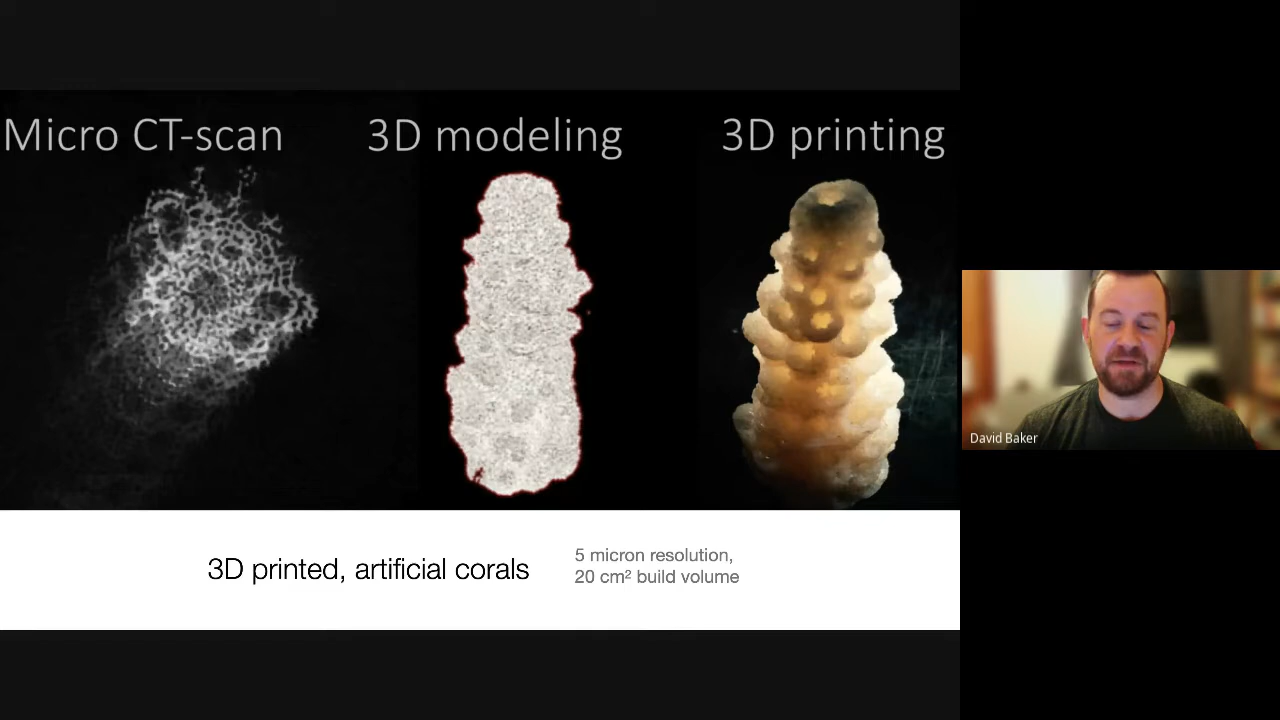 Micro CT-scan
3D modeling
3D printing
3D printed, artificial corals
5 micron resolution,
20 cm² build volume
David Baker